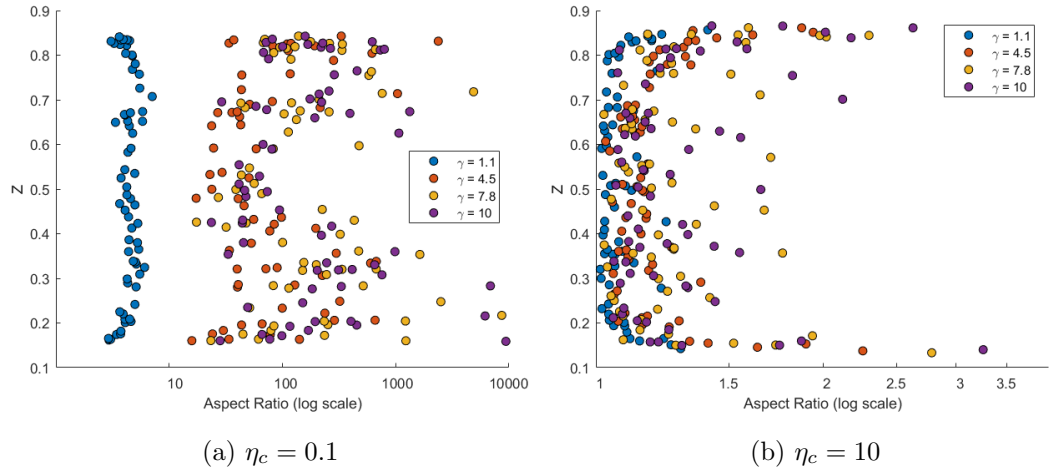 0.9
0.8
0.7
0.6
0.5
0.4
0.3
0.2
0.1
Z
10
100
1000
10000
Aspect Ratio (log scale)
γ = 1.1
γ = 4.5
γ = 7.8
γ = 10
(a) η_c = 0.1
0.9
0.8
0.7
0.6
0.5
0.4
0.3
0.2
0.1
Z
1
1.5
2
2.5
3
3.5
Aspect Ratio (log scale)
γ = 1.1
γ = 4.5
γ = 7.8
γ = 10
(b) η_c = 10